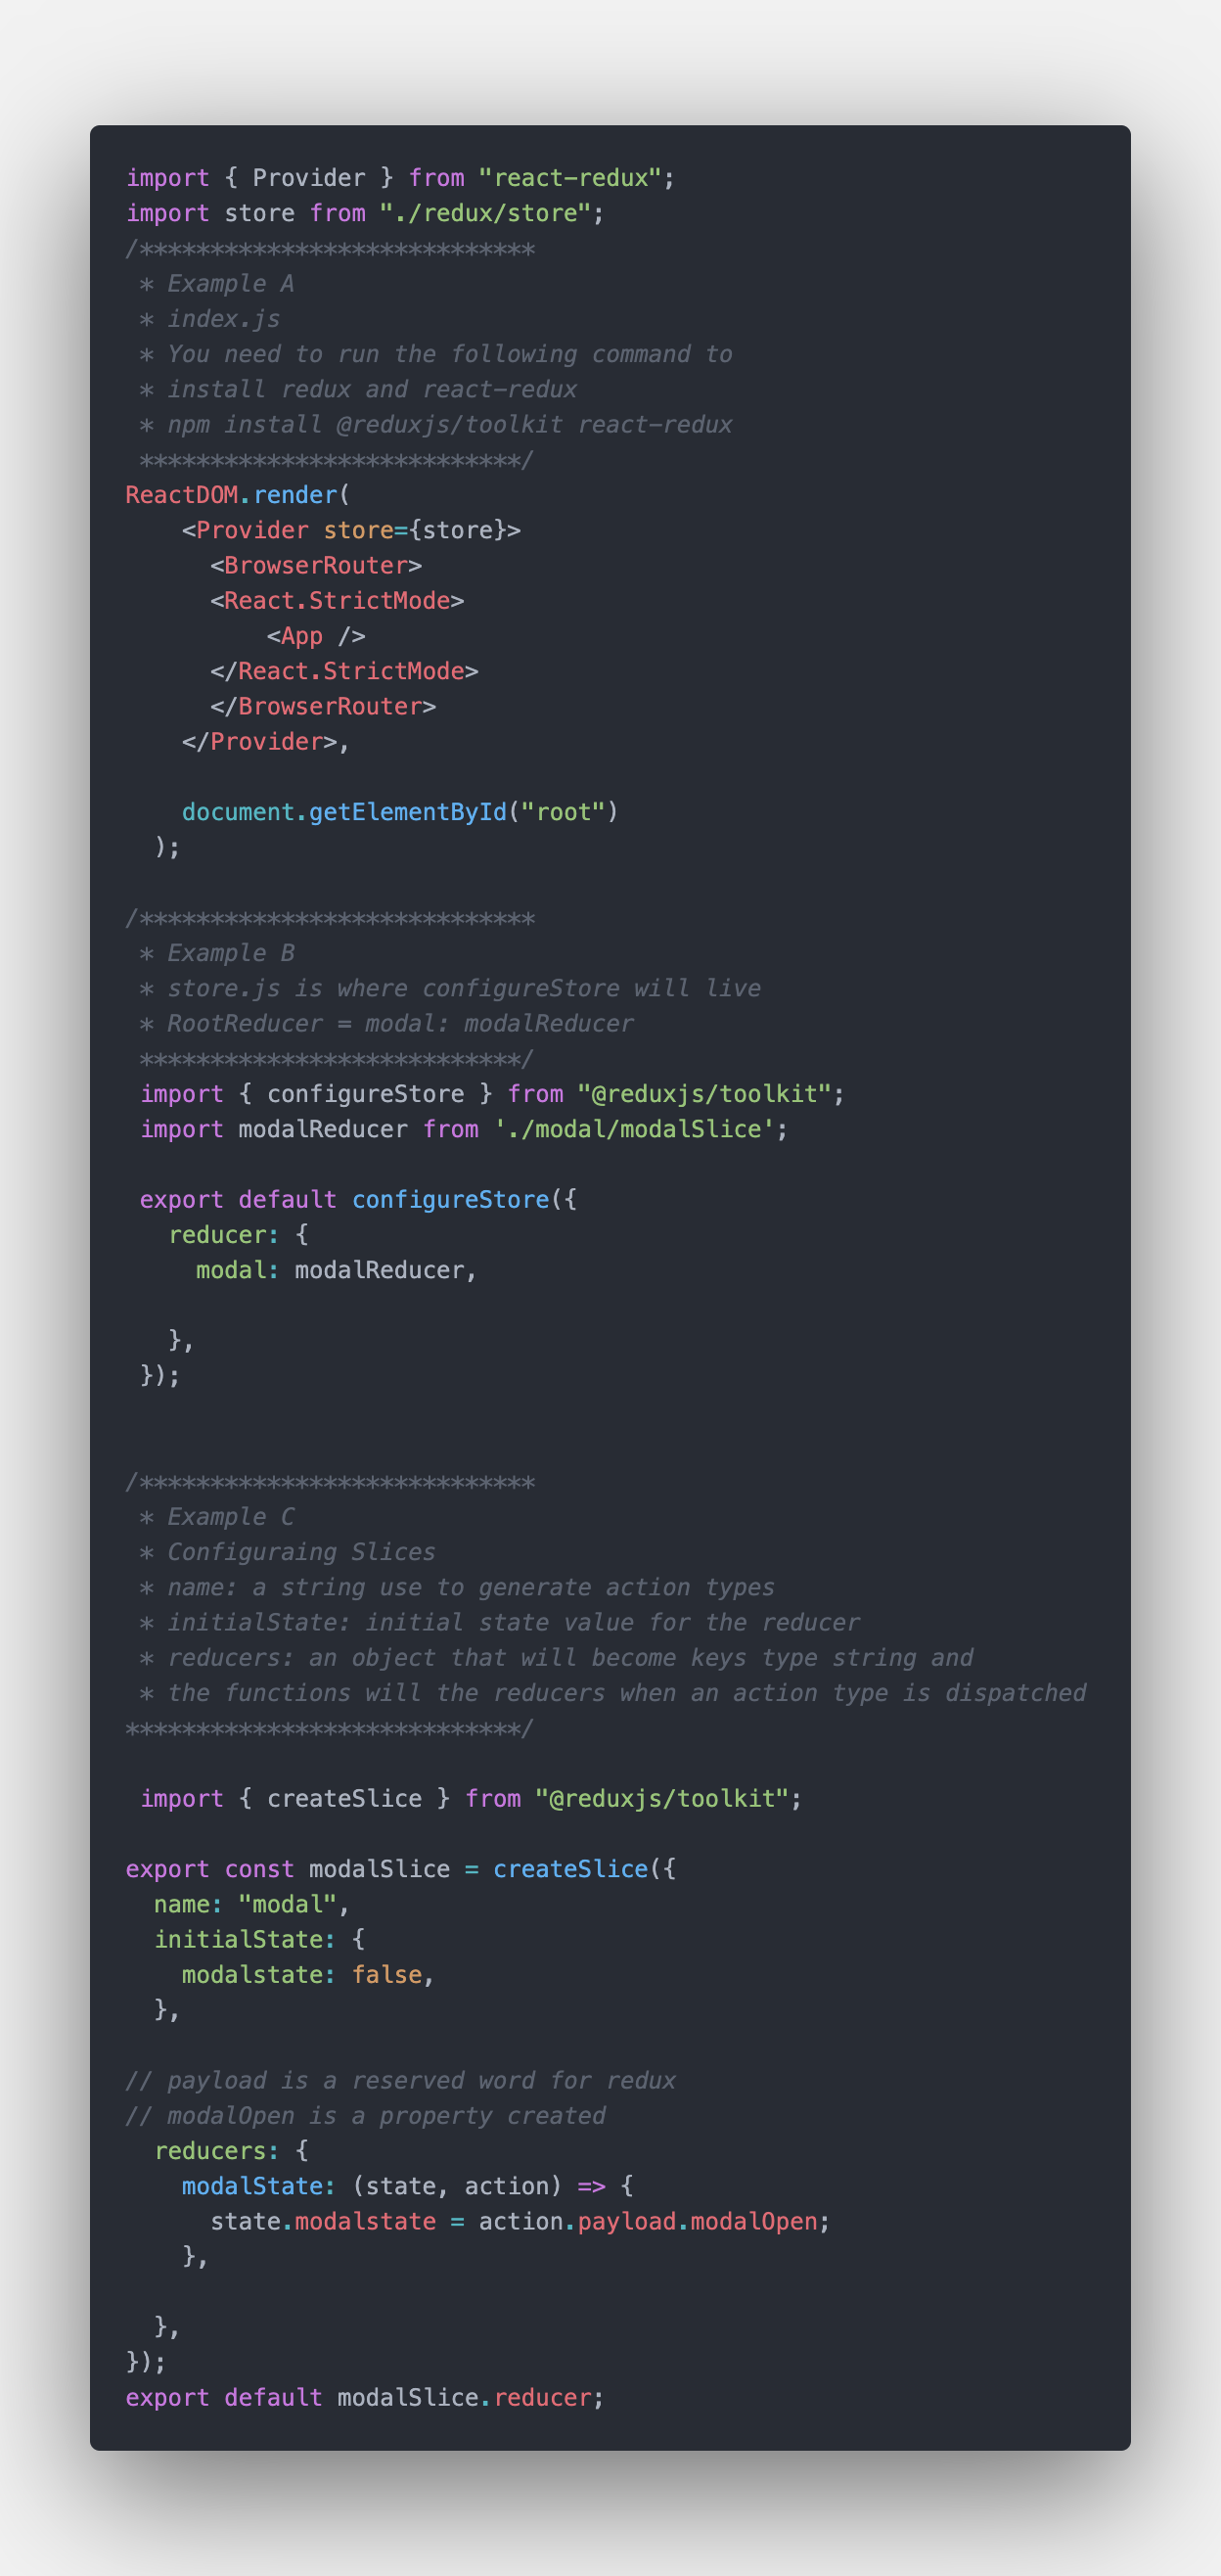 import { Provider } from "react-redux";
import store from "./redux/store";
/****************************
 * Example A
 * index.js
 * You need to run the following command to
 * install redux and react-redux
 * npm install @reduxjs/toolkit react-redux
 ***************************/
ReactDOM.render(
    <Provider store={store}>
      <BrowserRouter>
      <React.StrictMode>
          <App />
      </React.StrictMode>
      </BrowserRouter>
    </Provider>,

    document.getElementById("root")
  );

/****************************
 * Example B
 * store.js is where configureStore will live
 * RootReducer = modal: modalReducer
 ***************************/
 import { configureStore } from "@reduxjs/toolkit";
 import modalReducer from './modal/modalSlice';

 export default configureStore({
   reducer: {
     modal: modalReducer,

   },
 });


/****************************
 * Example C
 * Configuraing Slices
 * name: a string use to generate action types
 * initialState: initial state value for the reducer
 * reducers: an object that will become keys type string and
 * the functions will the reducers when an action type is dispatched
****************************/

 import { createSlice } from "@reduxjs/toolkit";

export const modalSlice = createSlice({
  name: "modal",
  initialState: {
    modalstate: false,
  },

// payload is a reserved word for redux
// modalOpen is a property created
  reducers: {
    modalState: (state, action) => {
      state.modalstate = action.payload.modalOpen;
    },

  },
});
export default modalSlice.reducer;